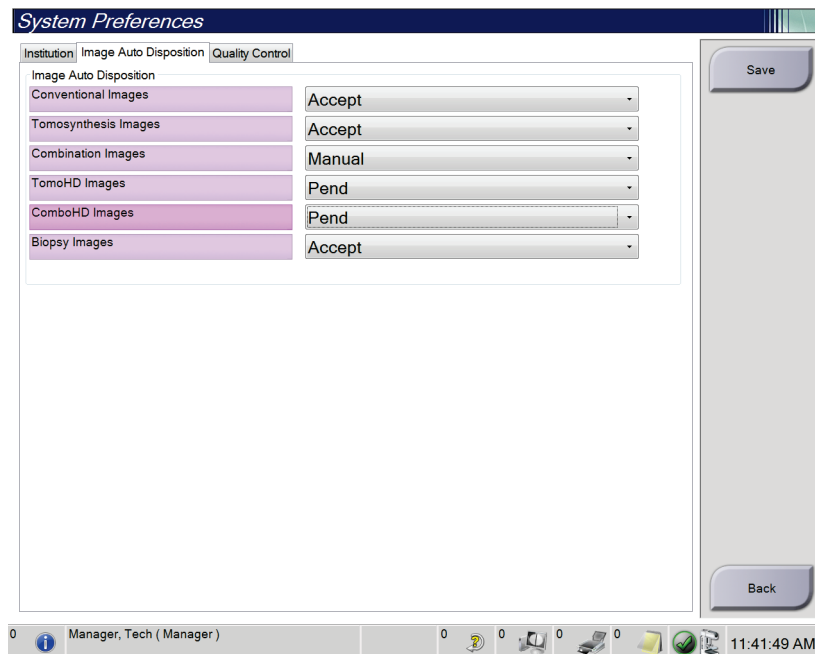 System Preferences
Institution Image Auto Disposition Quality Control
Save
Image Auto Disposition
Conventional Images Accept
Tomosynthesis Images Accept
Combination Images Manual
TomoHD Images Pend
ComboHD Images Pend
Biopsy Images Accept
Back
0 Manager, Tech ( Manager ) 0 0 0 0 11:41:49 AM